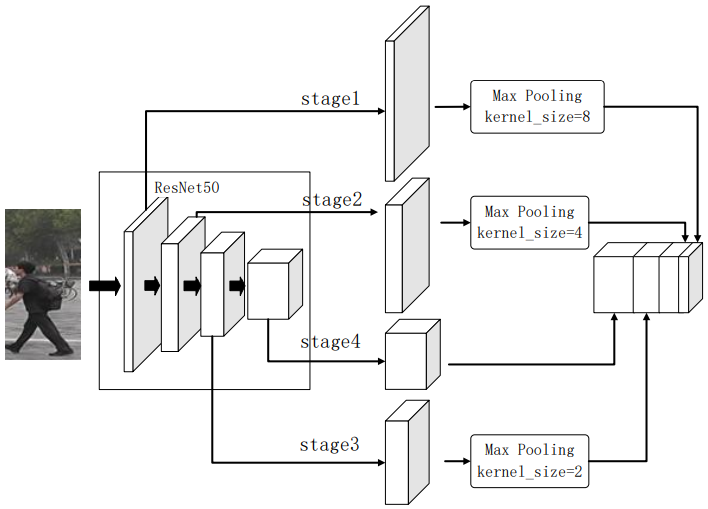 stage1
Max Pooling
kernel_size=8
ResNet50
stage2
Max Pooling
kernel_size=4
stage4
stage3
Max Pooling
kernel_size=2